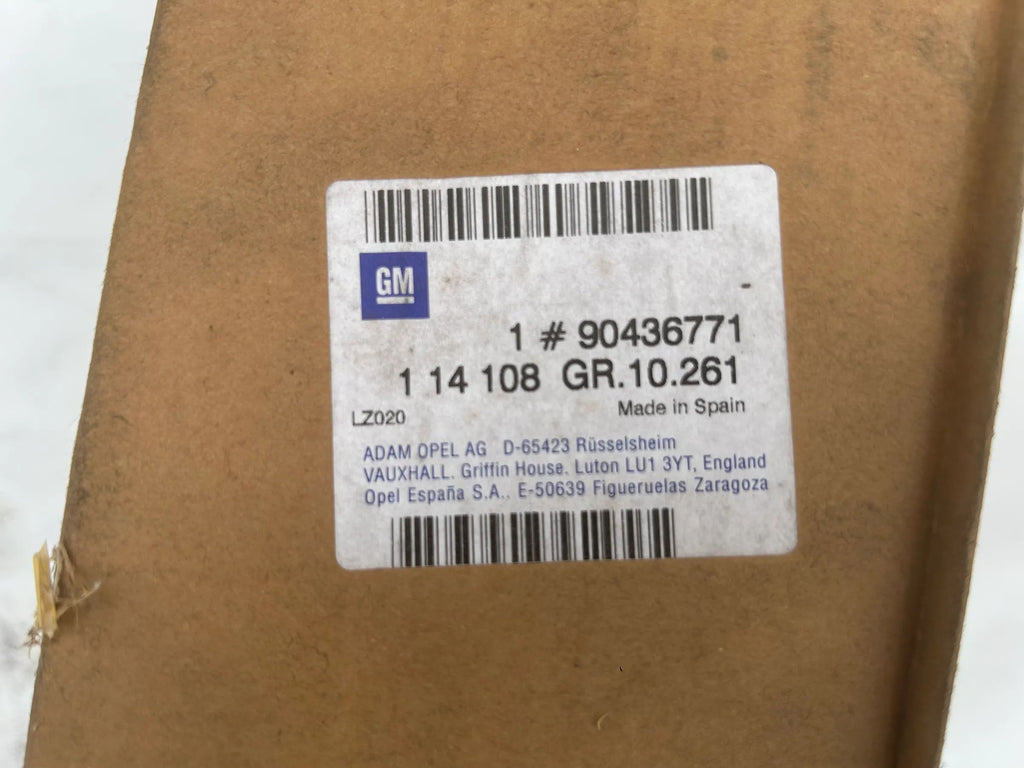 GM
-
1 # 90436771
1 14 108 GR.10.261
LZ020 Made in Spain
ADAM OPEL AG D-65423 Rüsselsheim
VAUXHALL. Griffin House. Luton LU1 3YT, England
Opel España S.A.. E-50639 Figueruelas Zaragoza